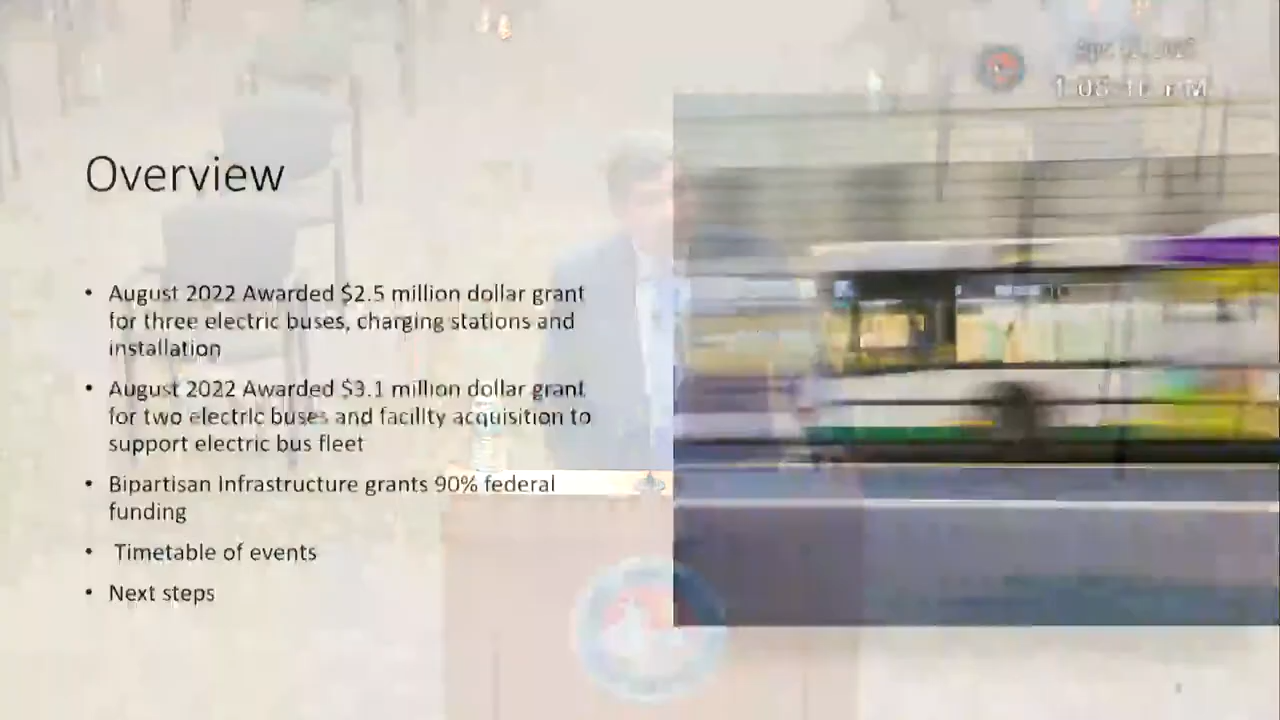 Overview
• August 2022 Awarded $2.5 million dollar grant
for three electric buses, charging stations and
installation
• August 2022 Awarded $3.1 million dollar grant
for two electric buses and facility acquisition to
support electric bus fleet
• Bipartisan Infrastructure grants 90% federal
funding
• Timetable of events
• Next steps